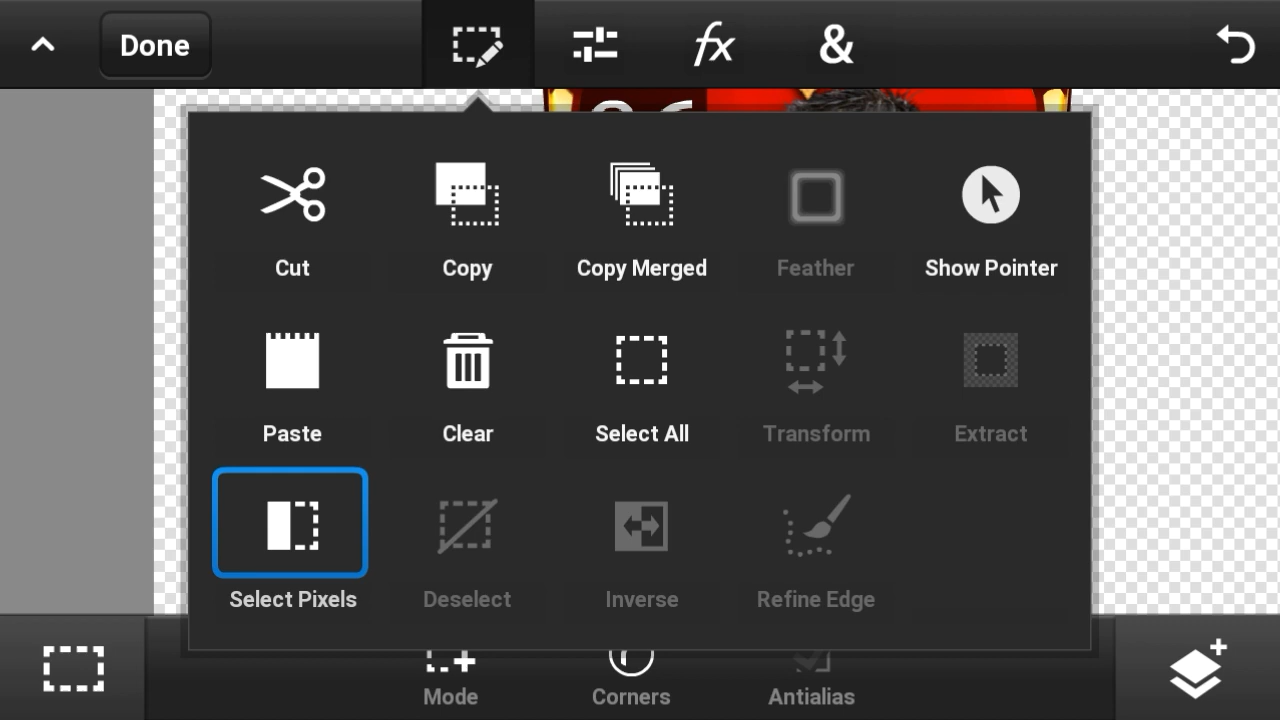 Done
fx
&
Cut
Copy
Copy Merged
Feather
Show Pointer
Paste
Clear
Select All
Transform
Extract
Select Pixels
Deselect
Inverse
Refine Edge
Mode
Corners
Antialias